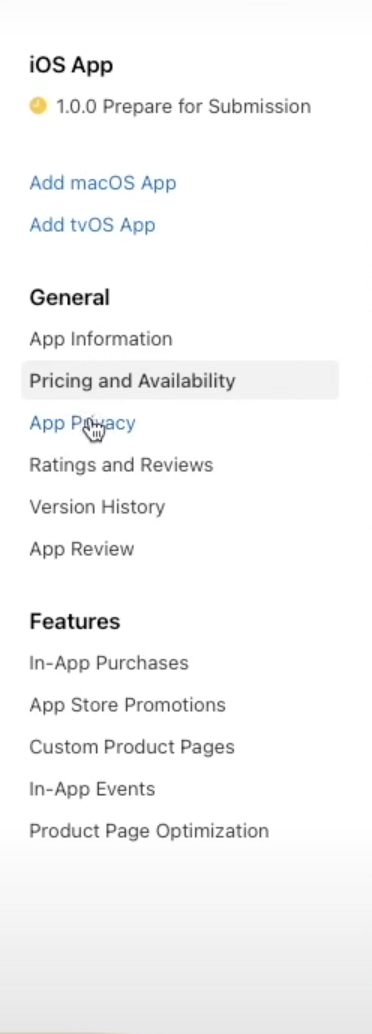 iOS App
1.0.0 Prepare for Submission
Add macOS App
Add tvOS App
General
App Information
Pricing and Availability
App Privacy
Ratings and Reviews
Version History
App Review
Features
In-App Purchases
App Store Promotions
Custom Product Pages
In-App Events
Product Page Optimization